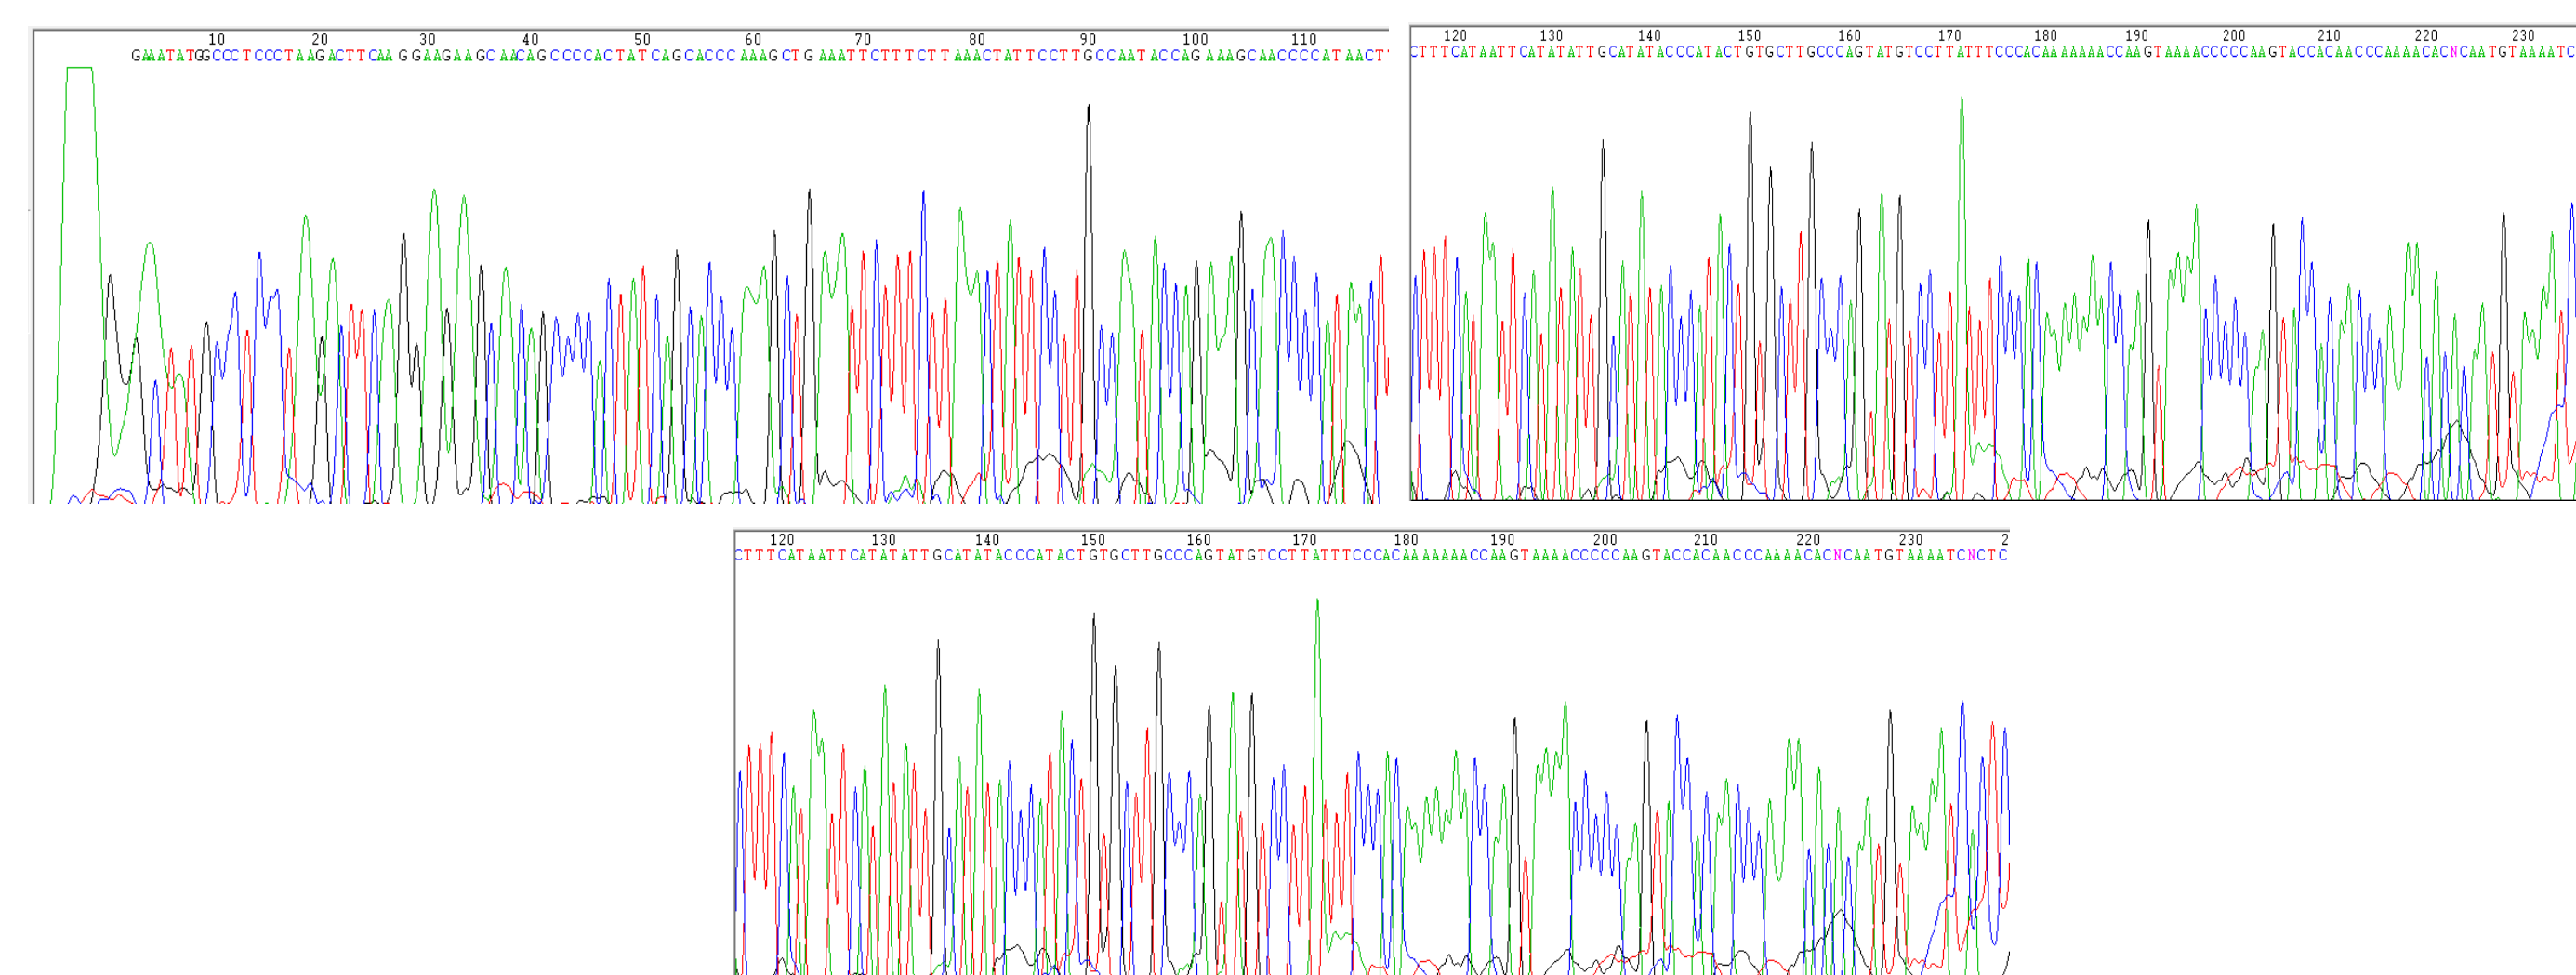 10 20 30 40 50 60 70 80 90 100 110
GAAATATGGCCCTCCCTAAGACTTCAAGGAAGAAGCAACAGCCCCACTATCAGCACCCAAAGCTGAAATTCTTTCTTAAACTATTCCTTGCCAATACCAGAAAGCAACCCCATAACT
120 130 140 150 160 170 180 190 200 210 220 230
CTTTCATAATTCATATATTGCATATACCCATACTGTGCTTGCCCAGTATGTCCTTATTTCCCACAAAAAAACCAAGTAAAACCCCCAAGTACCACAACCCAAAACACNCAATGTAAAATC
120 130 140 150 160 170 180 190 200 210 220 230 2
CTTTCATAATTCATATATTGCATATACCCATACTGTGCTTGCCCAGTATGTCCTTATTTCCCACAAAAAAACCAAGTAAAACCCCCAAGTACCACAACCCAAAACACNCAATGTAAAATCNCTC